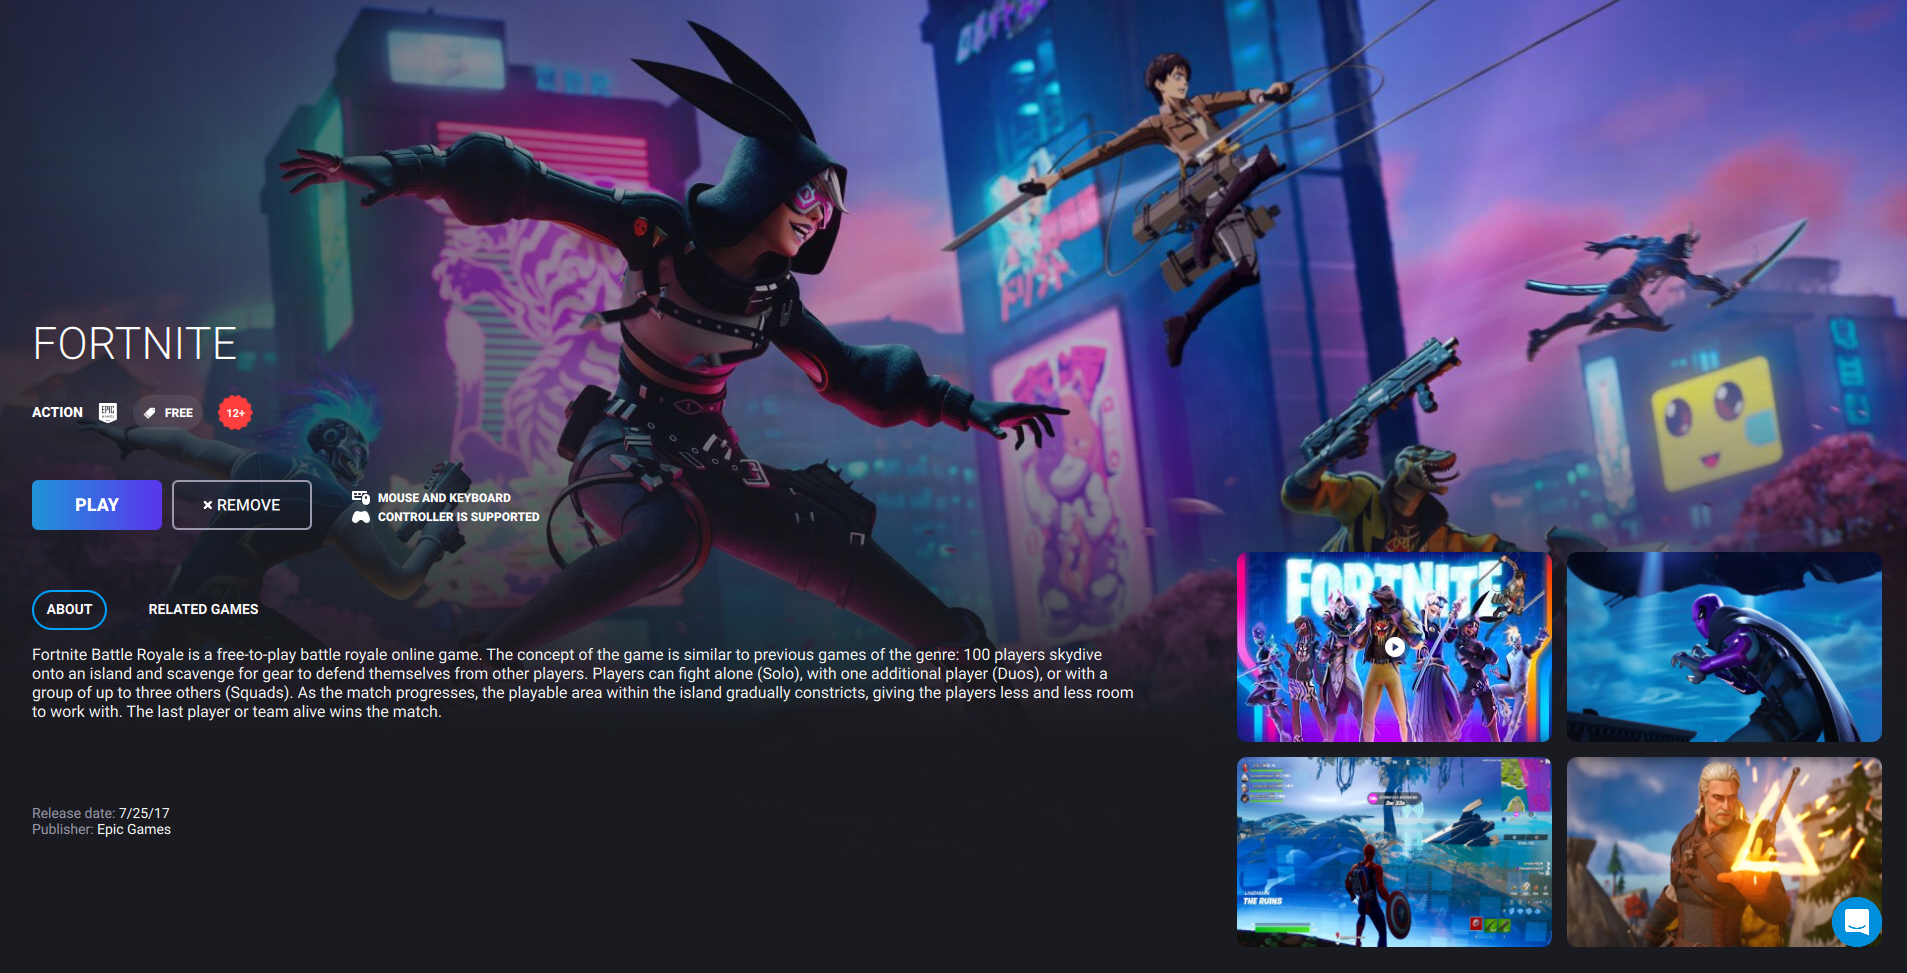 FORTNITE
ACTION
EPIC
GAMES
FREE
12+
PLAY
× REMOVE
MOUSE AND KEYBOARD
CONTROLLER IS SUPPORTED
ABOUT
RELATED GAMES
Fortnite Battle Royale is a free-to-play battle royale online game. The concept of the game is similar to previous games of the genre: 100 players skydive
onto an island and scavenge for gear to defend themselves from other players. Players can fight alone (Solo), with one additional player (Duos), or with a
group of up to three others (Squads). As the match progresses, the playable area within the island gradually constricts, giving the players less and less room
to work with. The last player or team alive wins the match.
Release date: 7/25/17
Publisher: Epic Games
FORTNITE
THE RUINS